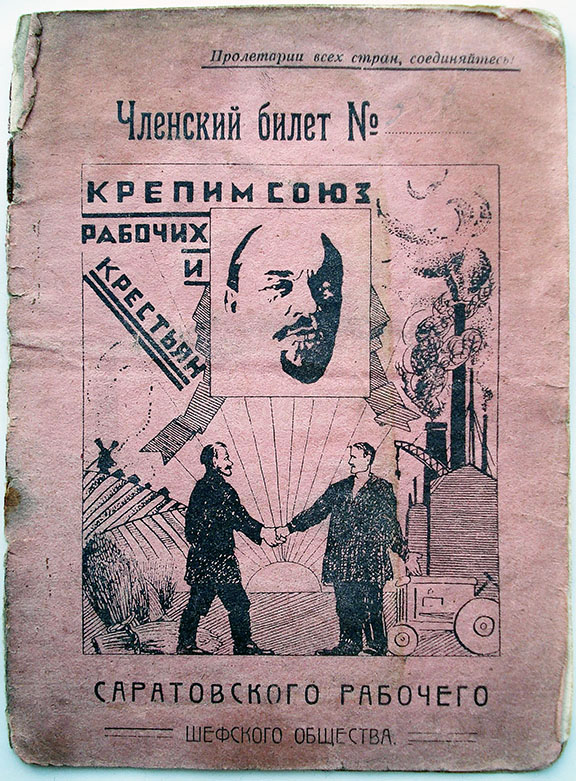 Пролетарии всех стран, соединяйтесь!
Членский билет №
КРЕПИМ СОЮЗ
РАБОЧИХ
И
КРЕСТЬЯН
САРАТОВСКОГО РАБОЧЕГО
ШЕФСКОГО ОБЩЕСТВА.